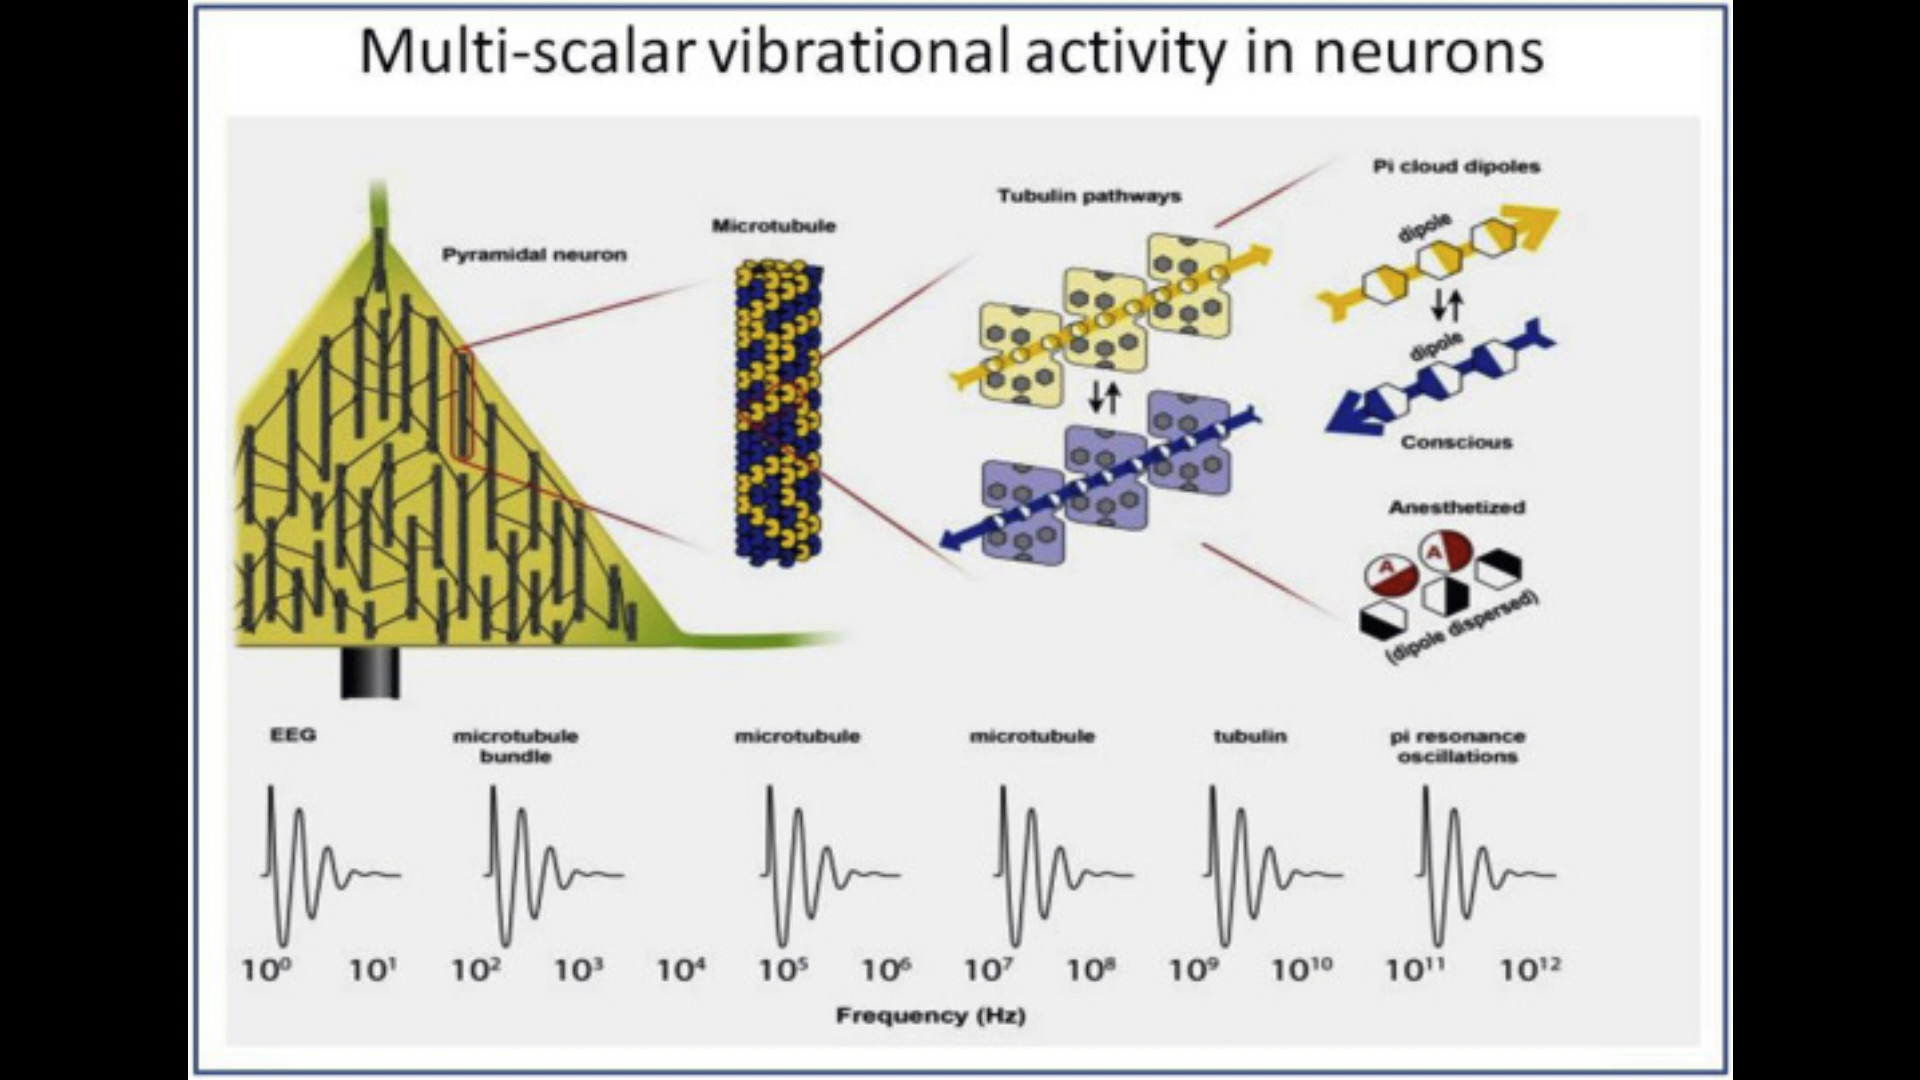 Multi-scalar vibrational activity in neurons
Pi cloud dipoles
Tubulin pathways
Microtubule
Pyramidal neuron
dipole
dipole
Conscious
Anesthetized
A
A
(dipole dispersed)
EEG
microtubule
bundle
microtubule
microtubule
tubulin
pi resonance
oscillations
10⁰ 10¹ 10² 10³ 10⁴ 10⁵ 10⁶ 10⁷ 10⁸ 10⁹ 10¹⁰ 10¹¹ 10¹²
Frequency (Hz)